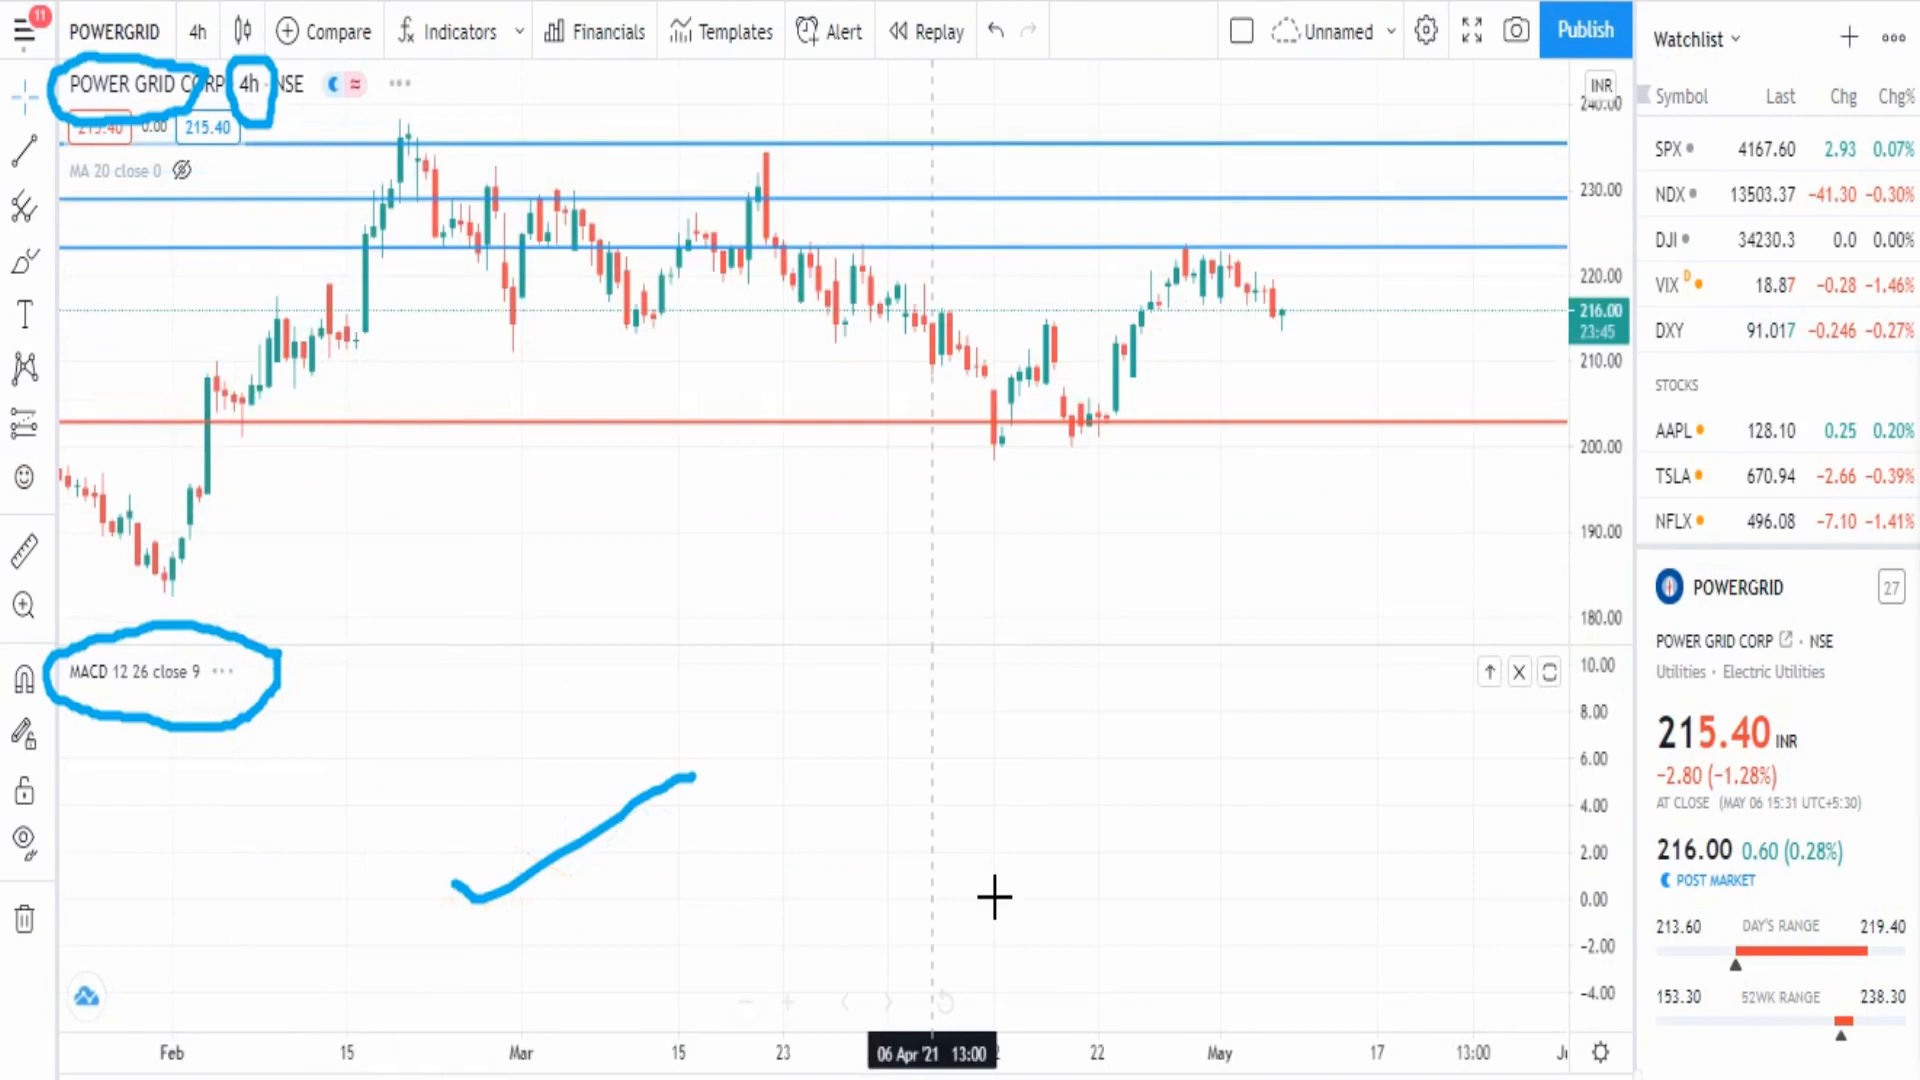 11
POWERGRID 4h Compare Indicators Financials Templates Alert Replay Unnamed Publish
POWER GRID CORP 4h · NSE
215.40 0.00 215.40
MA 20 close 0
INR
240.00
230.00
220.00
216.00
23:45
210.00
200.00
190.00
180.00
MACD 12 26 close 9
10.00
8.00
6.00
4.00
2.00
0.00
−2.00
−4.00
Feb 15 Mar 15 23 06 Apr '21 13:00 22 May 17 13:00
Watchlist
Symbol Last Chg Chg%
SPX 4167.60 2.93 0.07%
NDX 13503.37 −41.30 −0.30%
DJI 34230.3 0.0 0.00%
VIX D 18.87 −0.28 −1.46%
DXY 91.017 −0.246 −0.27%
STOCKS
AAPL 128.10 0.25 0.20%
TSLA 670.94 −2.66 −0.39%
NFLX 496.08 −7.10 −1.41%
POWERGRID 27
POWER GRID CORP · NSE
Utilities · Electric Utilities
215.40 INR
−2.80 (−1.28%)
AT CLOSE (MAY 06 15:31 UTC+5:30)
216.00 0.60 (0.28%)
POST MARKET
213.60 DAY'S RANGE 219.40
153.30 52WK RANGE 238.30